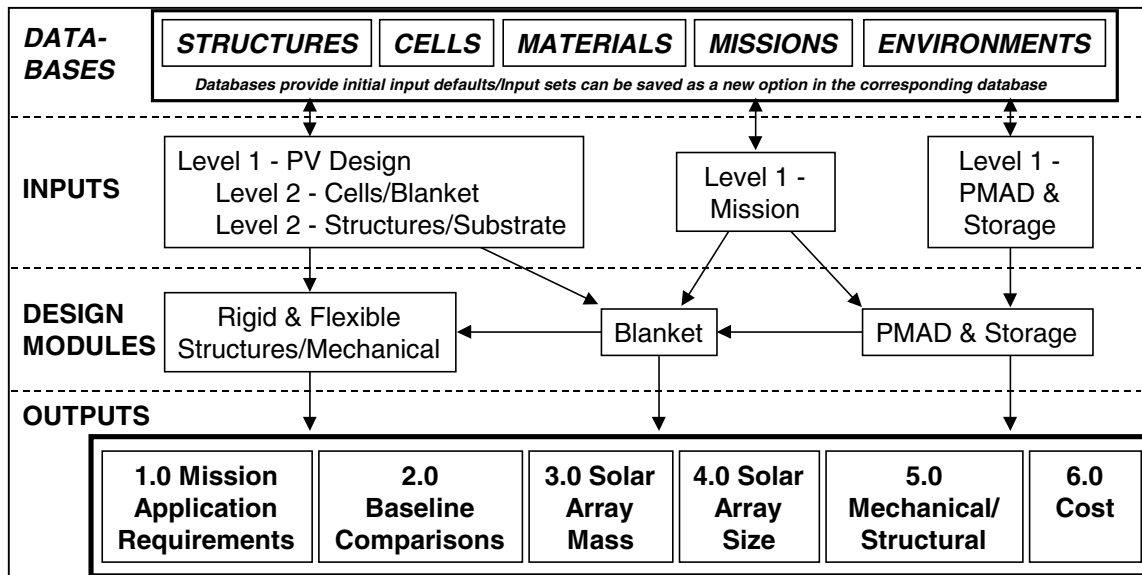 DATA-
BASES
STRUCTURES
CELLS
MATERIALS
MISSIONS
ENVIRONMENTS
Databases provide initial input defaults/Input sets can be saved as a new option in the corresponding database
INPUTS
Level 1 - PV Design
Level 2 - Cells/Blanket
Level 2 - Structures/Substrate
Level 1 -
Mission
Level 1 -
PMAD &
Storage
DESIGN
MODULES
Rigid & Flexible
Structures/Mechanical
Blanket
PMAD & Storage
OUTPUTS
1.0 Mission
Application
Requirements
2.0
Baseline
Comparisons
3.0 Solar
Array
Mass
4.0 Solar
Array
Size
5.0
Mechanical/
Structural
6.0
Cost